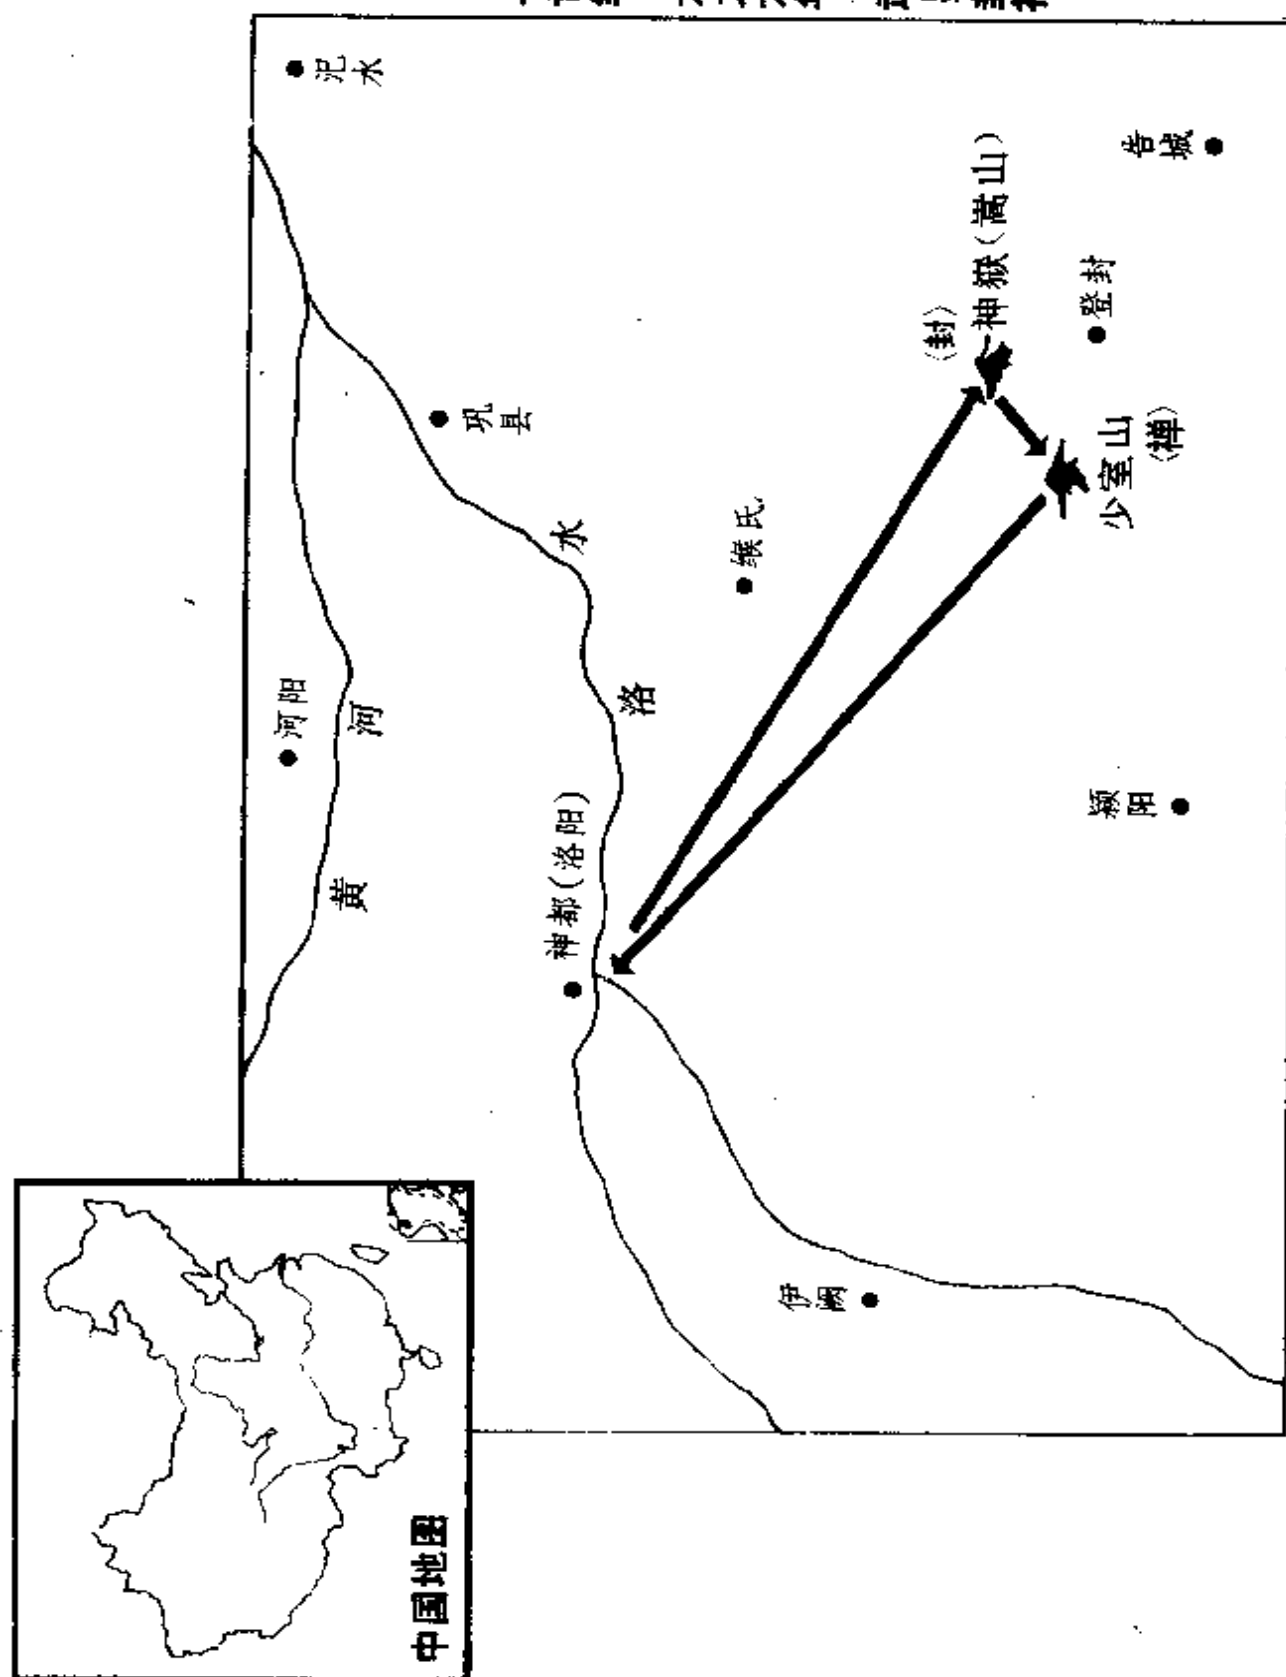 汜水
告城
神嶽(嵩山)
(封)
登封
少室山
(禅)
巩县
缑氏
水
洛
河阳
河
黄
神都(洛阳)
颍阳
伊阙
中国地图